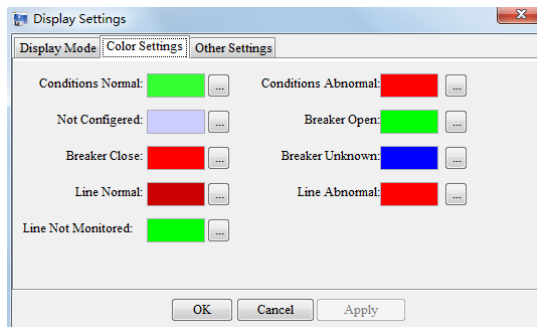 Display Settings
Display Mode Color Settings Other Settings
Conditions Normal: ... Conditions Abnormal: ...
Not Configered: ... Breaker Open: ...
Breaker Close: ... Breaker Unknown: ...
Line Normal: ... Line Abnormal: ...
Line Not Monitored: ...
OK Cancel Apply